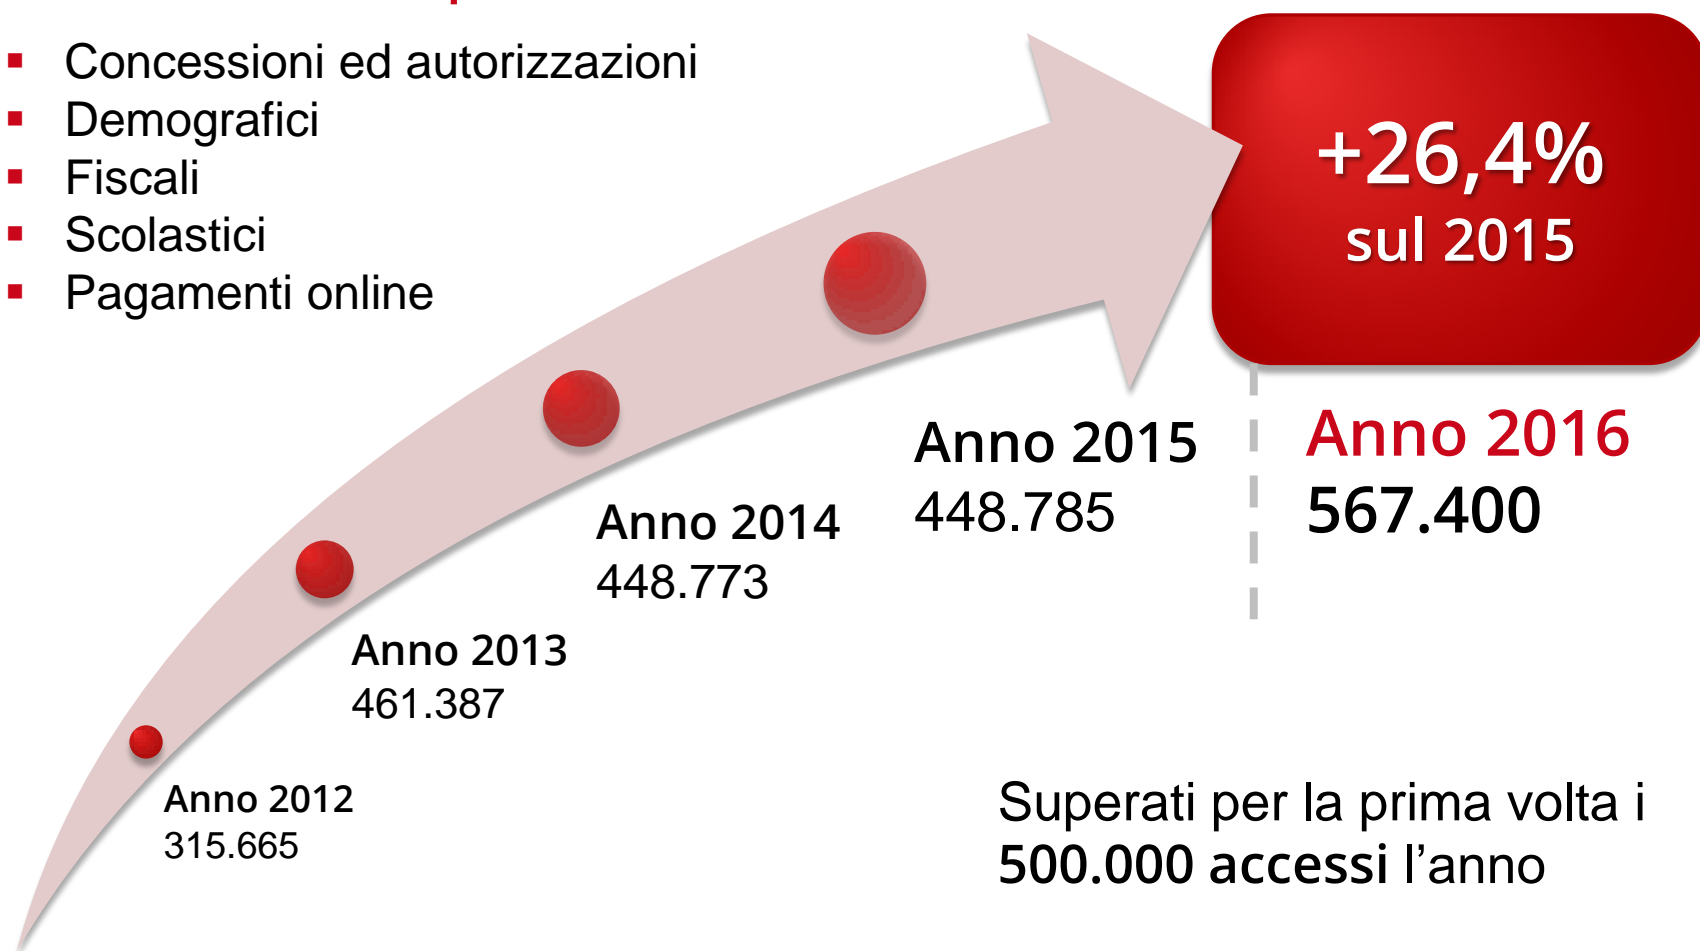 Concessioni ed autorizzazioni
Demografici
Fiscali
Scolastici
Pagamenti online
+26,4%
sul 2015
Anno 2016
567.400
Anno 2015
448.785
Anno 2014
448.773
Anno 2013
461.387
Anno 2012
315.665
Superati per la prima volta i
500.000 accessi l’anno